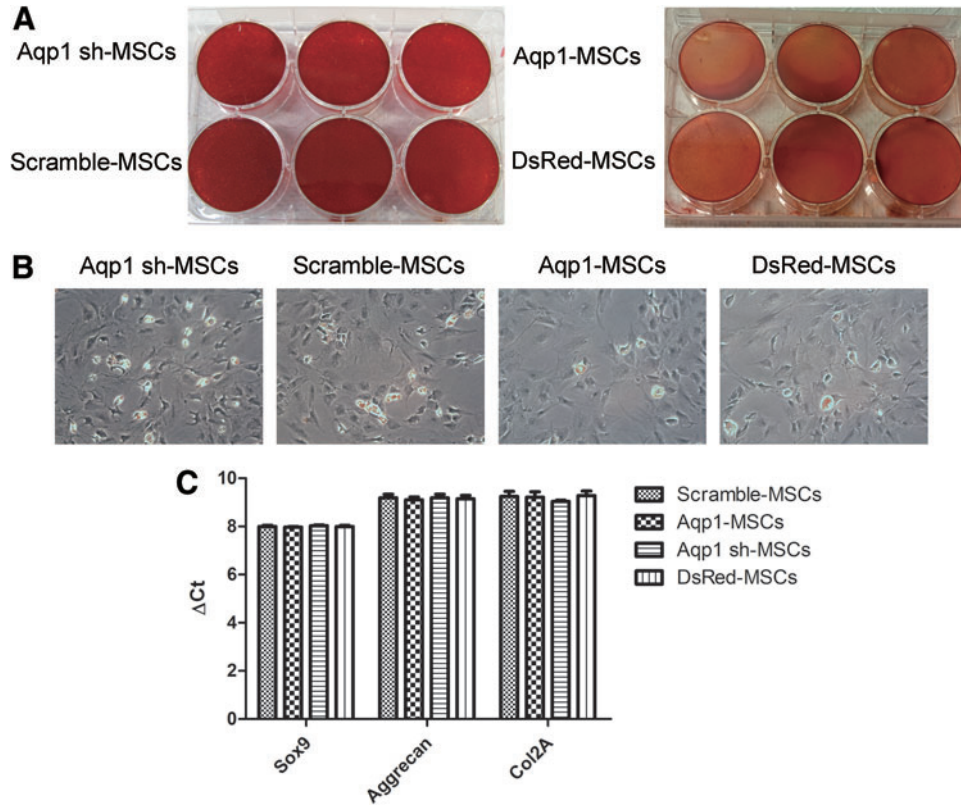 A
Aqp1 sh-MSCs
Scramble-MSCs
Aqp1-MSCs
DsRed-MSCs
B
Aqp1 sh-MSCs Scramble-MSCs Aqp1-MSCs DsRed-MSCs
C
10
8
6
4
2
0
ΔCt
Sox9
Aggrecan
Col2A
Scramble-MSCs
Aqp1-MSCs
Aqp1 sh-MSCs
DsRed-MSCs